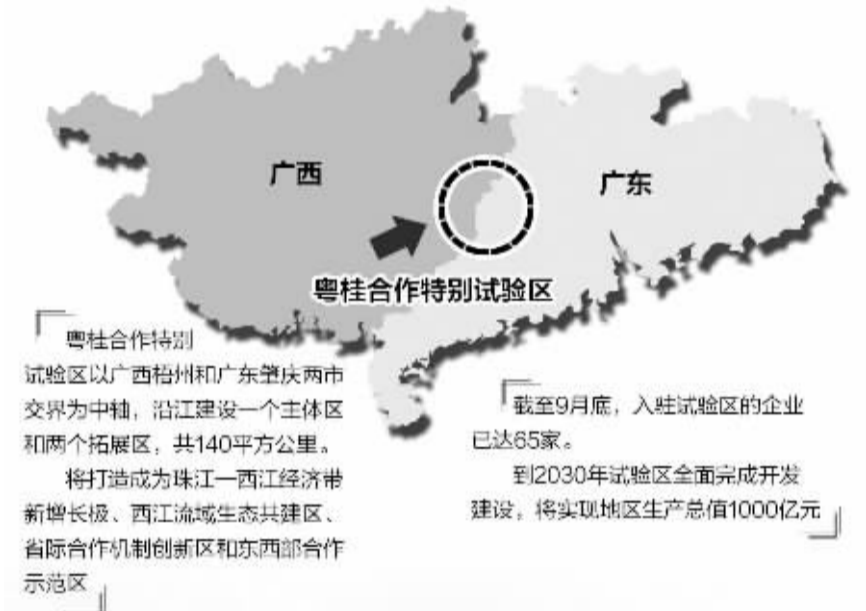 广西
广东
粤桂合作特别试验区
粤桂合作特别
试验区以广西梧州和广东肇庆两市
交界为中轴，沿江建设一个主体区
和两个拓展区，共140平方公里。
将打造成为珠江—西江经济带
新增长极、西江流域生态共建区、
省际合作机制创新区和东西部合作
示范区
截至9月底，入驻试验区的企业
已达65家。
到2030年试验区全面完成开发
建设，将实现地区生产总值1000亿元